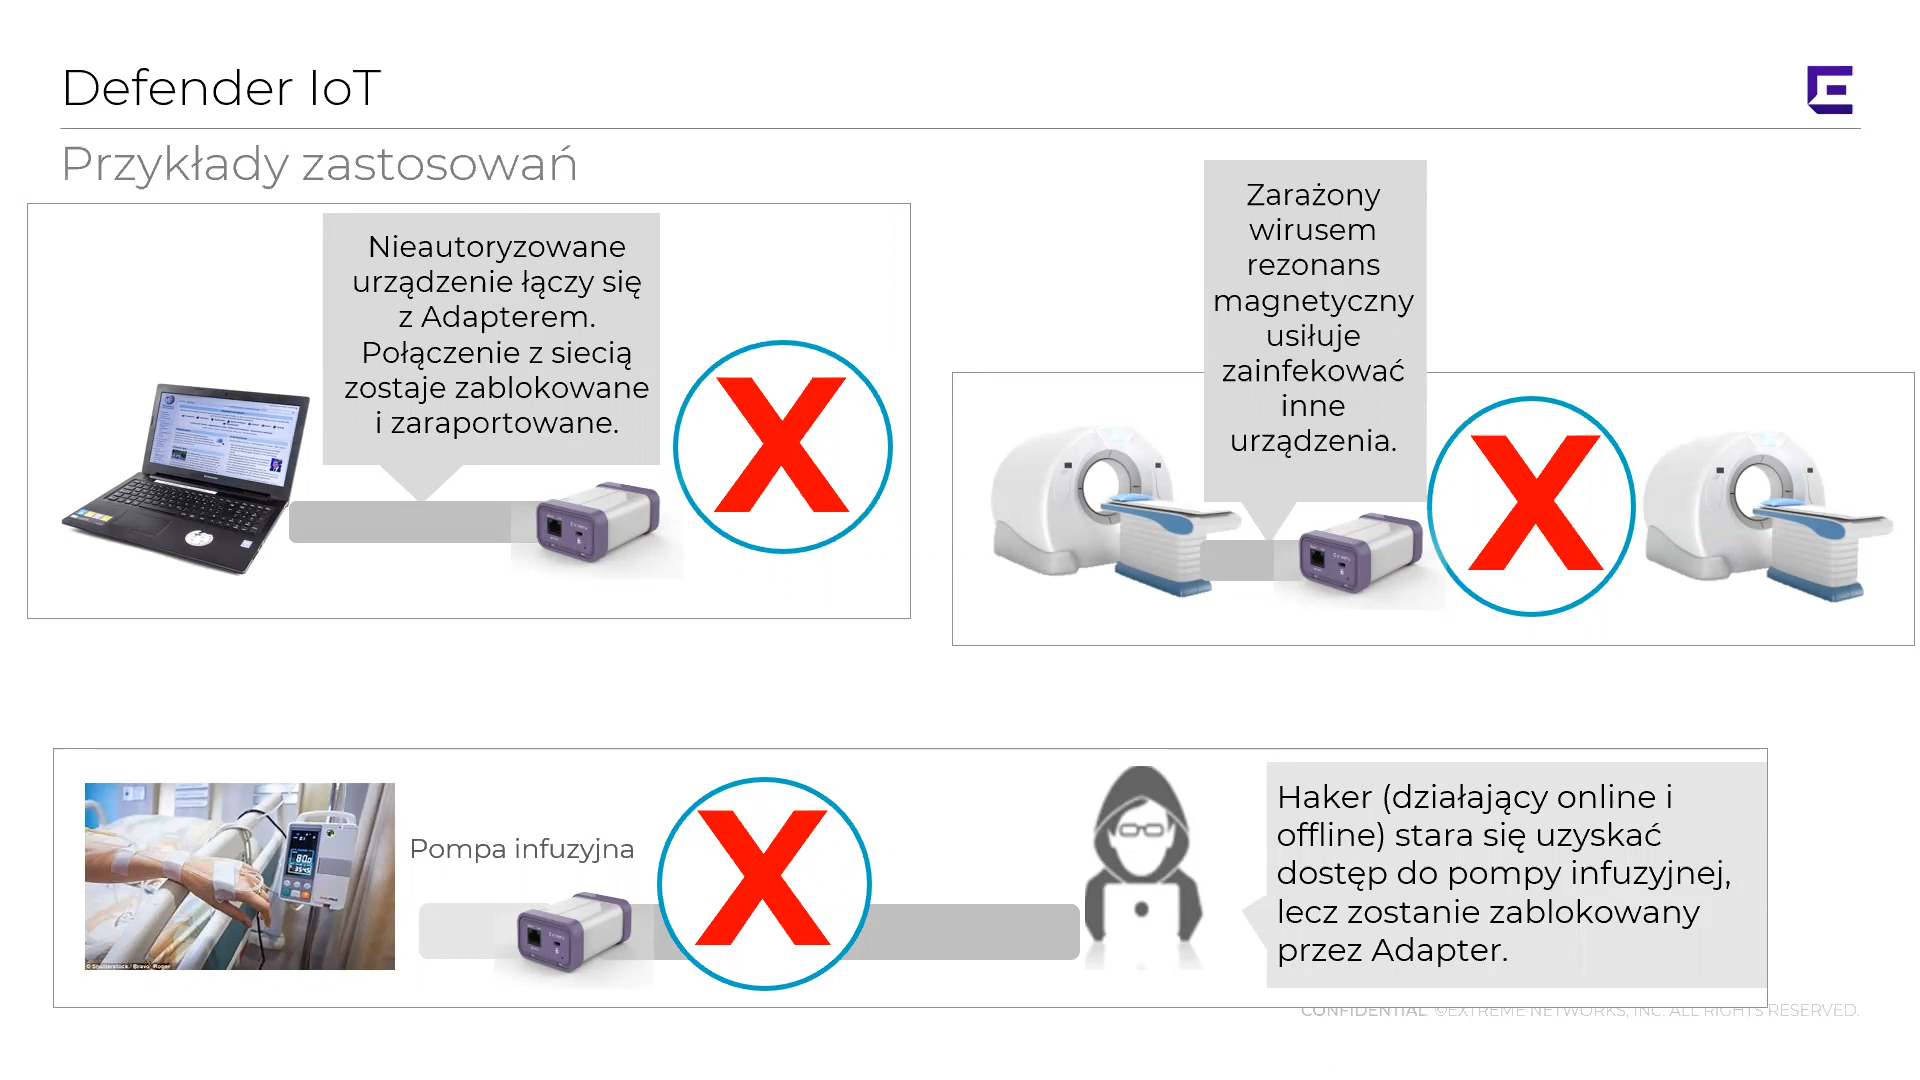 Defender IoT
Przykłady zastosowań
Nieautoryzowane
urządzenie łączy się
z Adapterem.
Połączenie z siecią
zostaje zablokowane
i zaraportowane.
X
Zarażony
wirusem
rezonans
magnetyczny
usiłuje
zainfekować
inne
urządzenia.
X
Pompa infuzyjna
X
Haker (działający online i
offline) stara się uzyskać
dostęp do pompy infuzyjnej,
lecz zostanie zablokowany
przez Adapter.
CONFIDENTIAL. ©EXTREME NETWORKS, INC. ALL RIGHTS RESERVED.